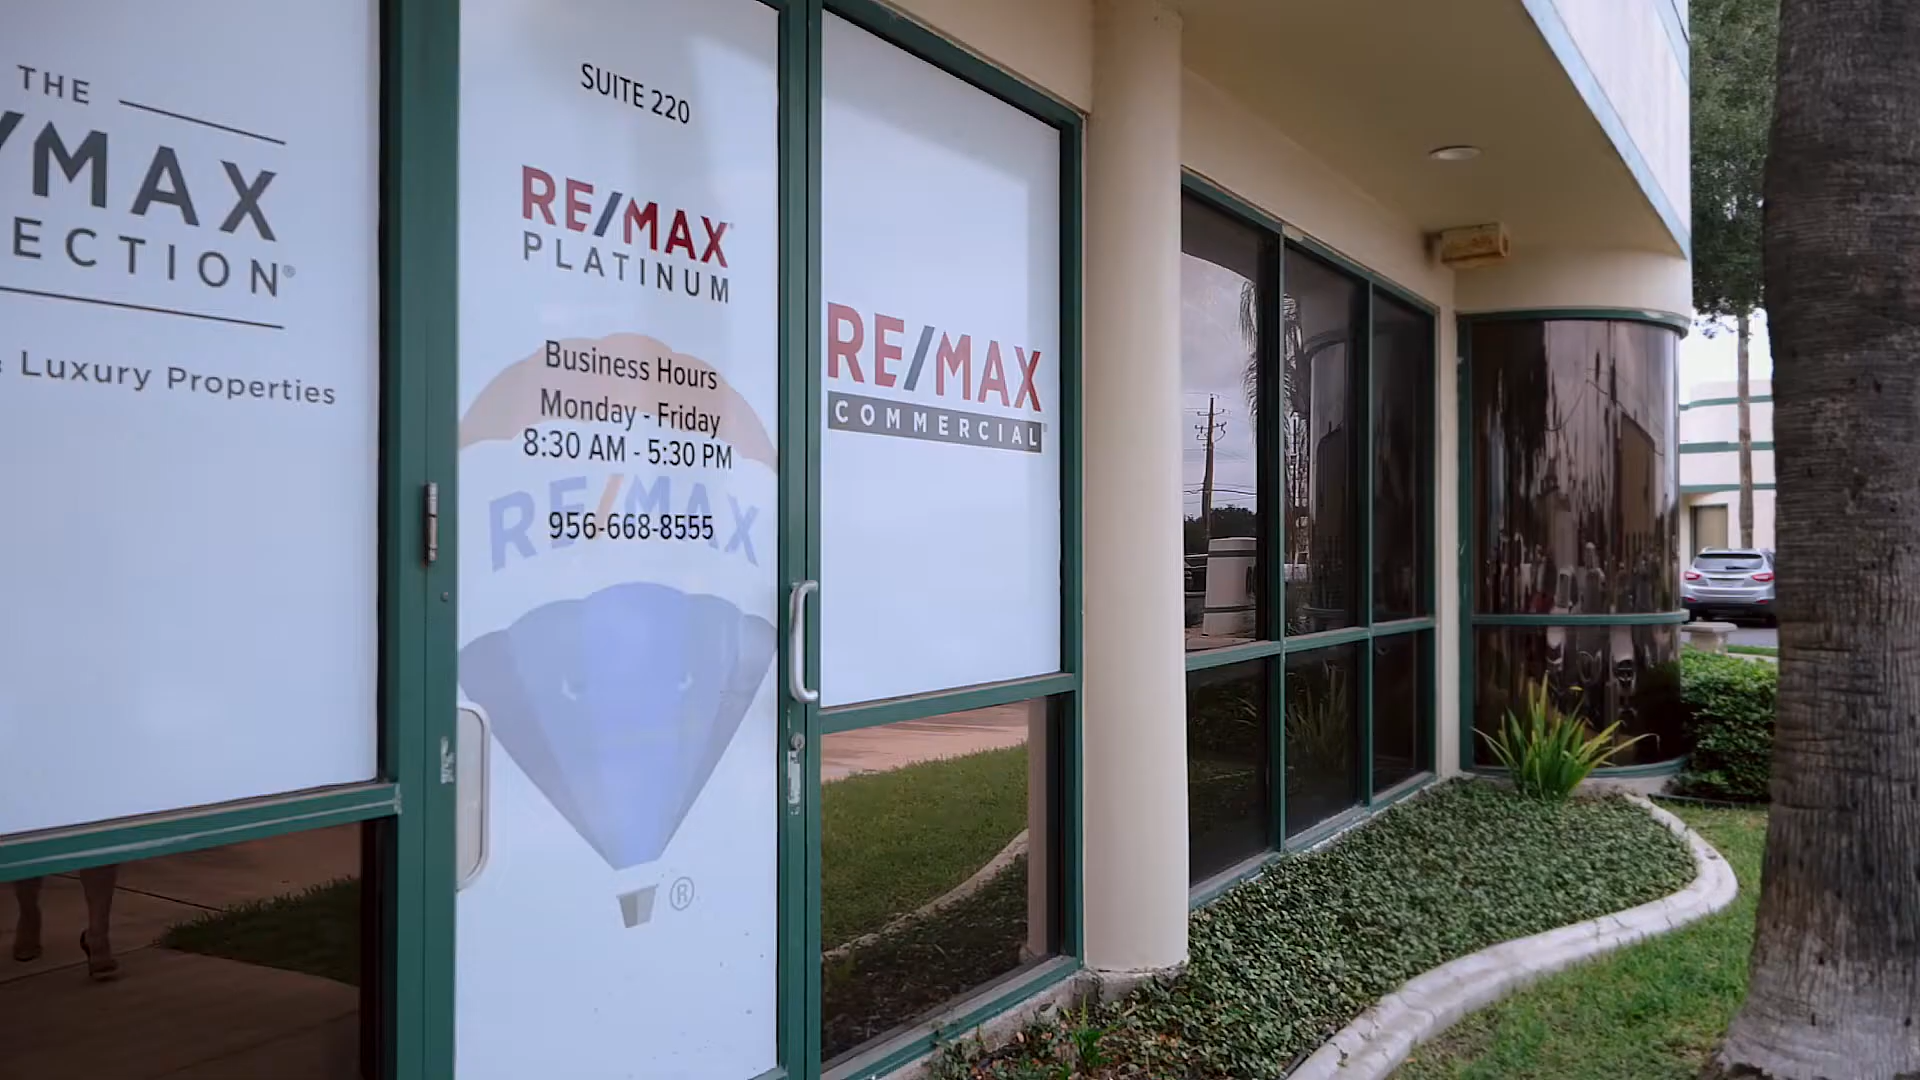 THE
/MAX
ECTION®
Luxury Properties
SUITE 220
RE/MAX®
PLATINUM
Business Hours
Monday - Friday
8:30 AM - 5:30 PM
956-668-8555
RE/MAX
®
RE/MAX
COMMERCIAL®